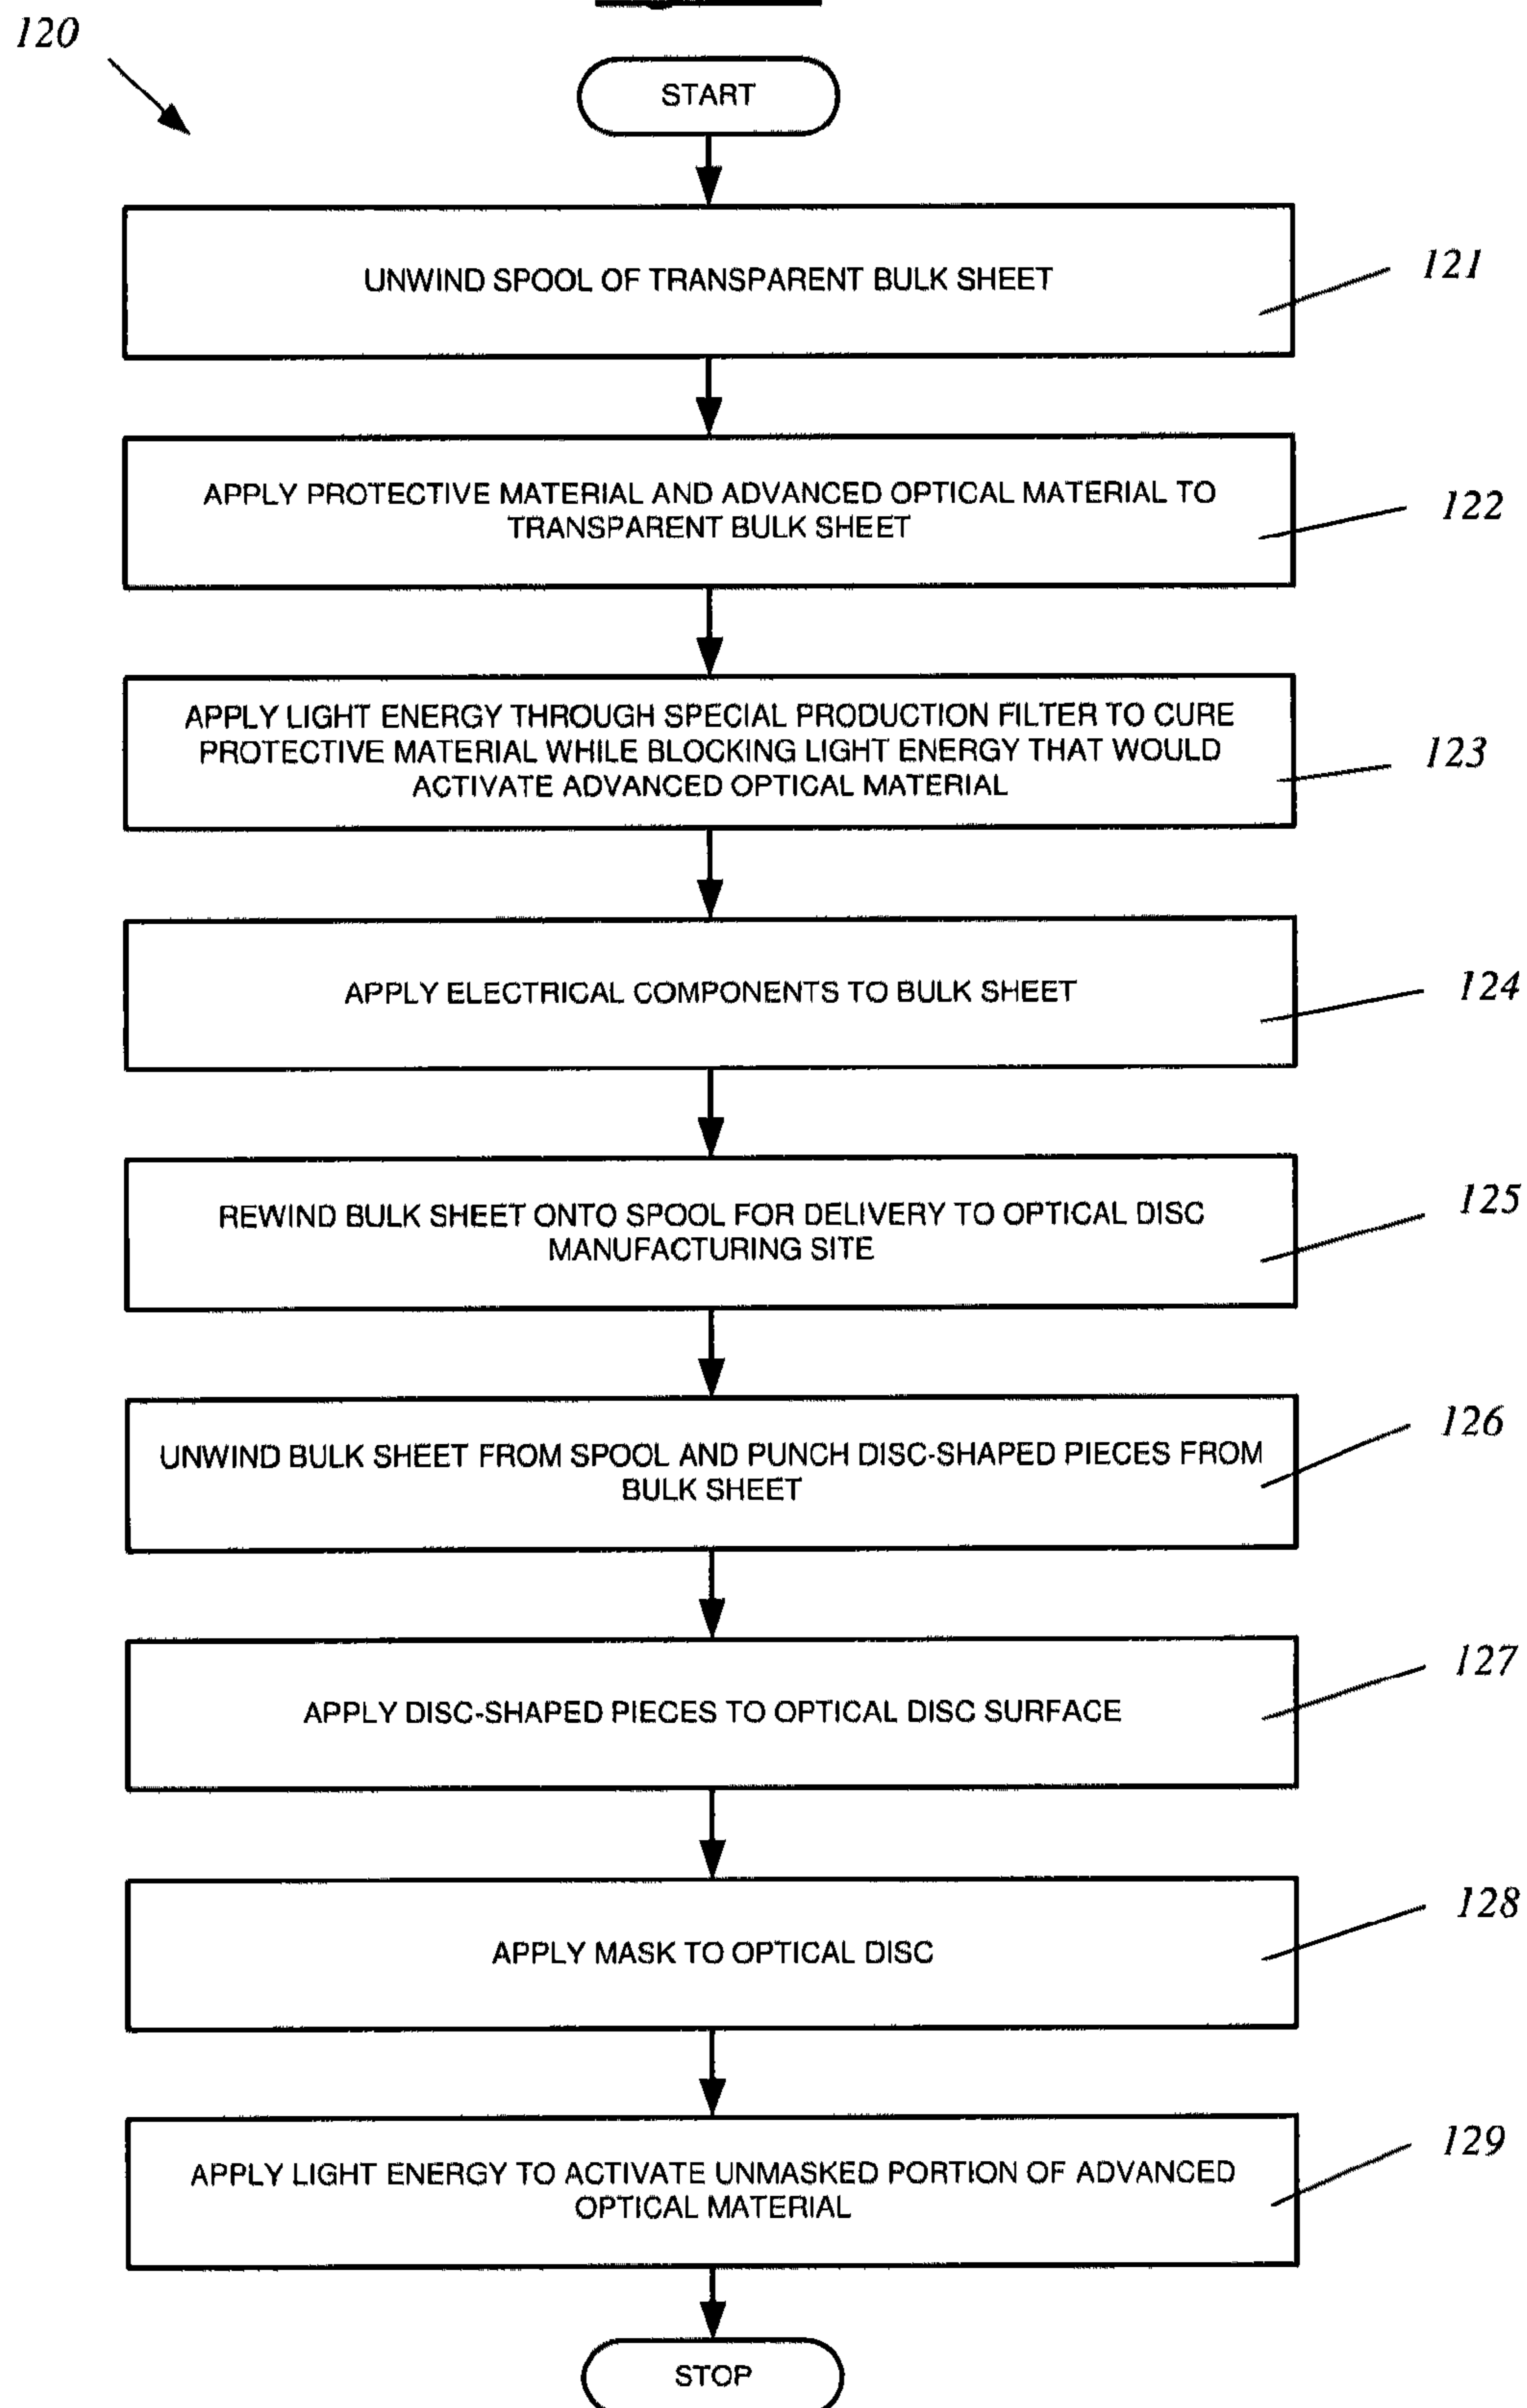 120
START
UNWIND SPOOL OF TRANSPARENT BULK SHEET
121
APPLY PROTECTIVE MATERIAL AND ADVANCED OPTICAL MATERIAL TO
TRANSPARENT BULK SHEET
122
APPLY LIGHT ENERGY THROUGH SPECIAL PRODUCTION FILTER TO CURE
PROTECTIVE MATERIAL WHILE BLOCKING LIGHT ENERGY THAT WOULD
ACTIVATE ADVANCED OPTICAL MATERIAL
123
APPLY ELECTRICAL COMPONENTS TO BULK SHEET
124
REWIND BULK SHEET ONTO SPOOL FOR DELIVERY TO OPTICAL DISC
MANUFACTURING SITE
125
UNWIND BULK SHEET FROM SPOOL AND PUNCH DISC-SHAPED PIECES FROM
BULK SHEET
126
APPLY DISC-SHAPED PIECES TO OPTICAL DISC SURFACE
127
APPLY MASK TO OPTICAL DISC
128
APPLY LIGHT ENERGY TO ACTIVATE UNMASKED PORTION OF ADVANCED
OPTICAL MATERIAL
129
STOP